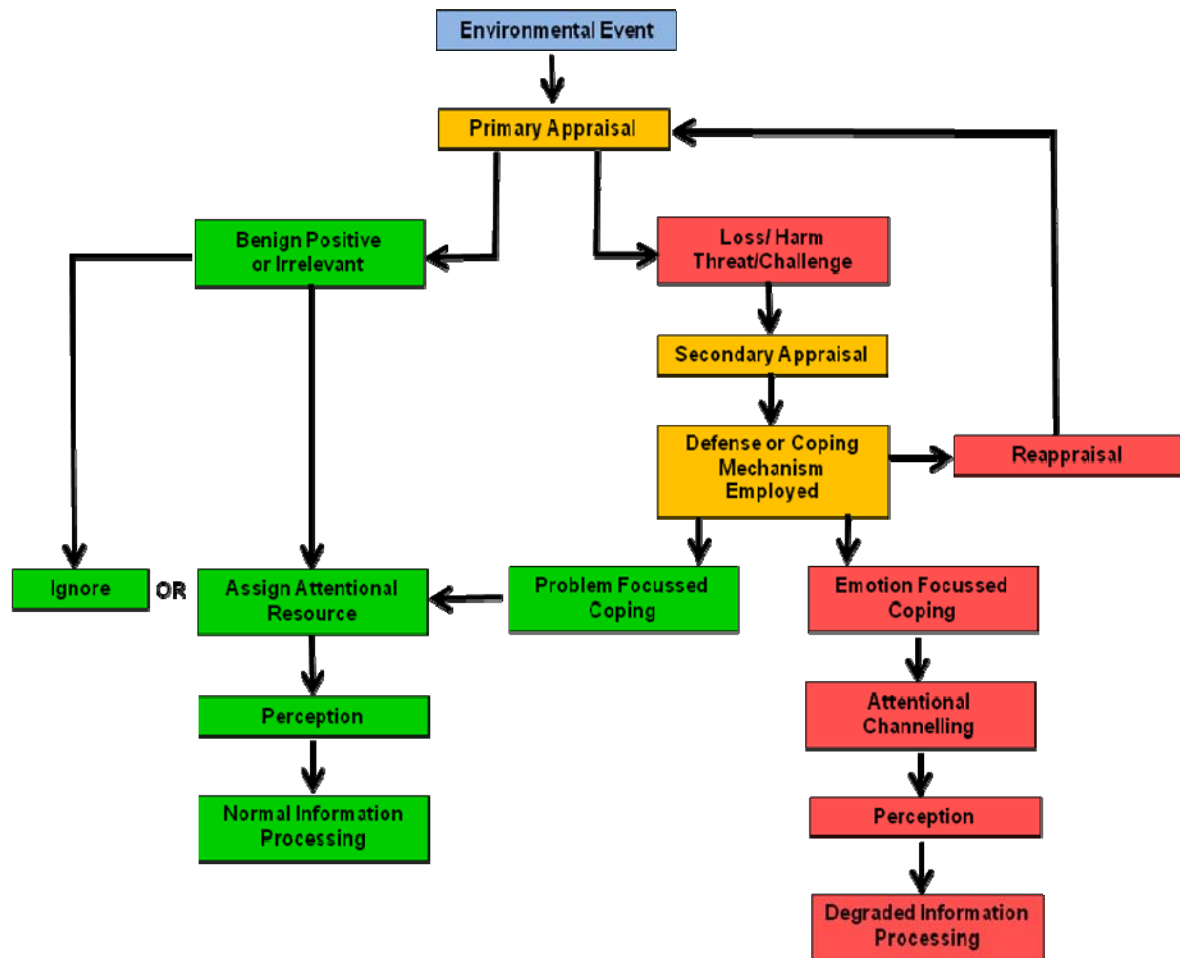 Environmental Event
Primary Appraisal
Benign Positive
or Irrelevant
Loss/ Harm
Threat/Challenge
Secondary Appraisal
Defense or Coping
Mechanism
Employed
Reappraisal
Ignore
OR
Assign Attentional
Resource
Problem Focussed
Coping
Emotion Focussed
Coping
Perception
Attentional
Channelling
Normal Information
Processing
Perception
Degraded Information
Processing